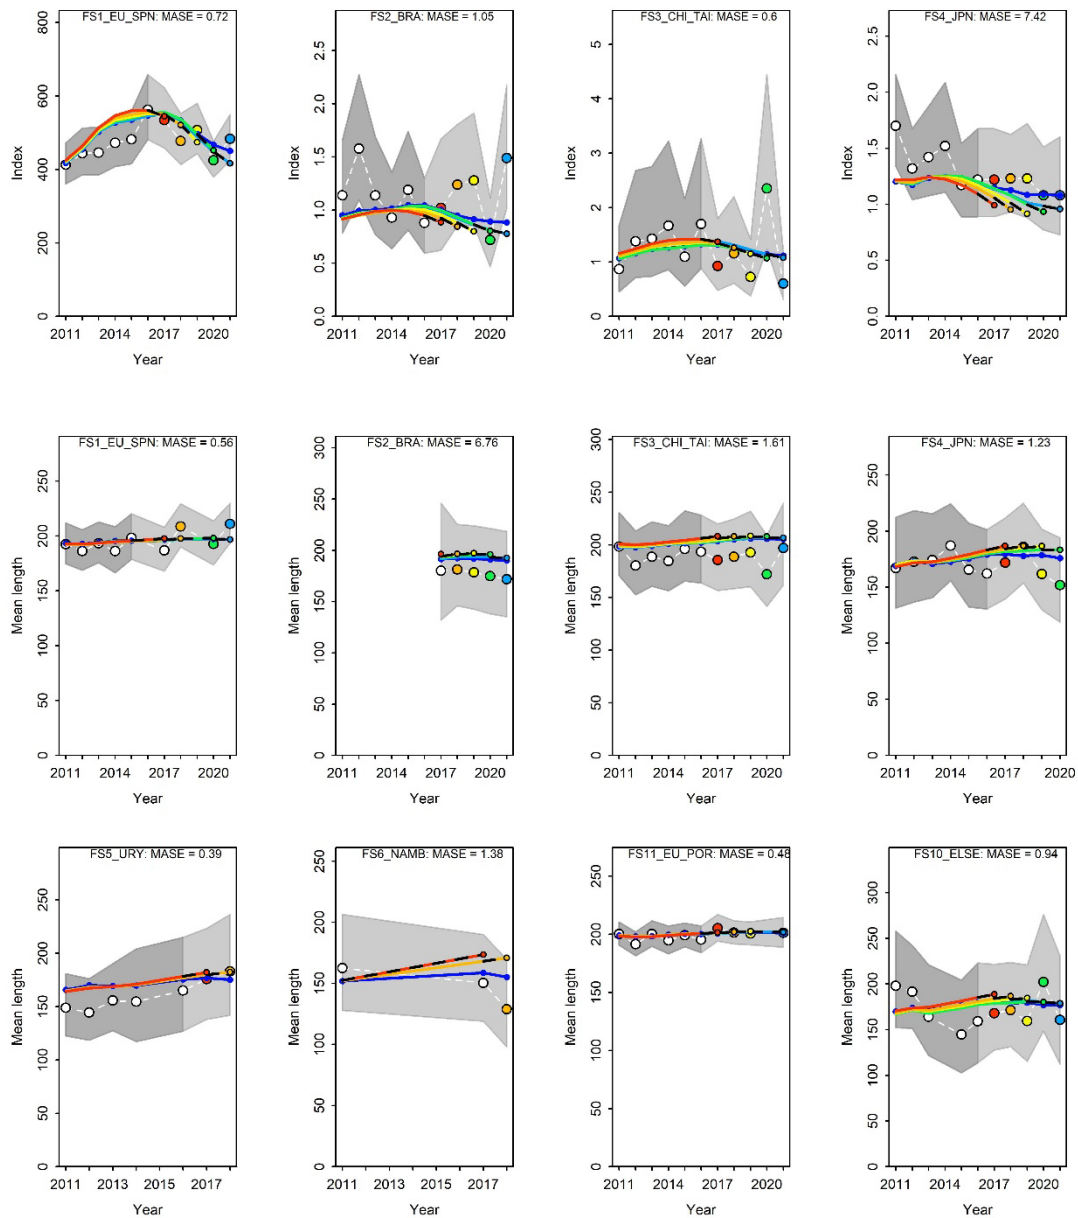 FS1_EU_SPN: MASE = 0.72
Index
0
200
400
600
800
2011 2014 2017 2020
Year
FS2_BRA: MASE = 1.05
Index
0.0
0.5
1.0
1.5
2.0
2.5
2011 2014 2017 2020
Year
FS3_CHI_TAI: MASE = 0.6
Index
0
1
2
3
4
5
2011 2014 2017 2020
Year
FS4_JPN: MASE = 7.42
Index
0.0
0.5
1.0
1.5
2.0
2.5
2011 2014 2017 2020
Year
FS1_EU_SPN: MASE = 0.56
Mean length
0
50
100
150
200
250
2011 2014 2017 2020
Year
FS2_BRA: MASE = 6.76
Mean length
0
50
100
150
200
250
300
2011 2014 2017 2020
Year
FS3_CHI_TAI: MASE = 1.61
Mean length
0
50
100
150
200
250
300
2011 2014 2017 2020
Year
FS4_JPN: MASE = 1.23
Mean length
0
50
100
150
200
250
2011 2014 2017 2020
Year
FS5_URY: MASE = 0.39
Mean length
0
50
100
150
200
250
2011 2013 2015 2017
Year
FS6_NAMB: MASE = 1.38
Mean length
0
50
100
150
200
250
2011 2013 2015 2017
Year
FS11_EU_POR: MASE = 0.48
Mean length
0
50
100
150
200
250
2011 2014 2017 2020
Year
FS10_ELSE: MASE = 0.94
Mean length
0
50
100
150
200
250
300
2011 2014 2017 2020
Year